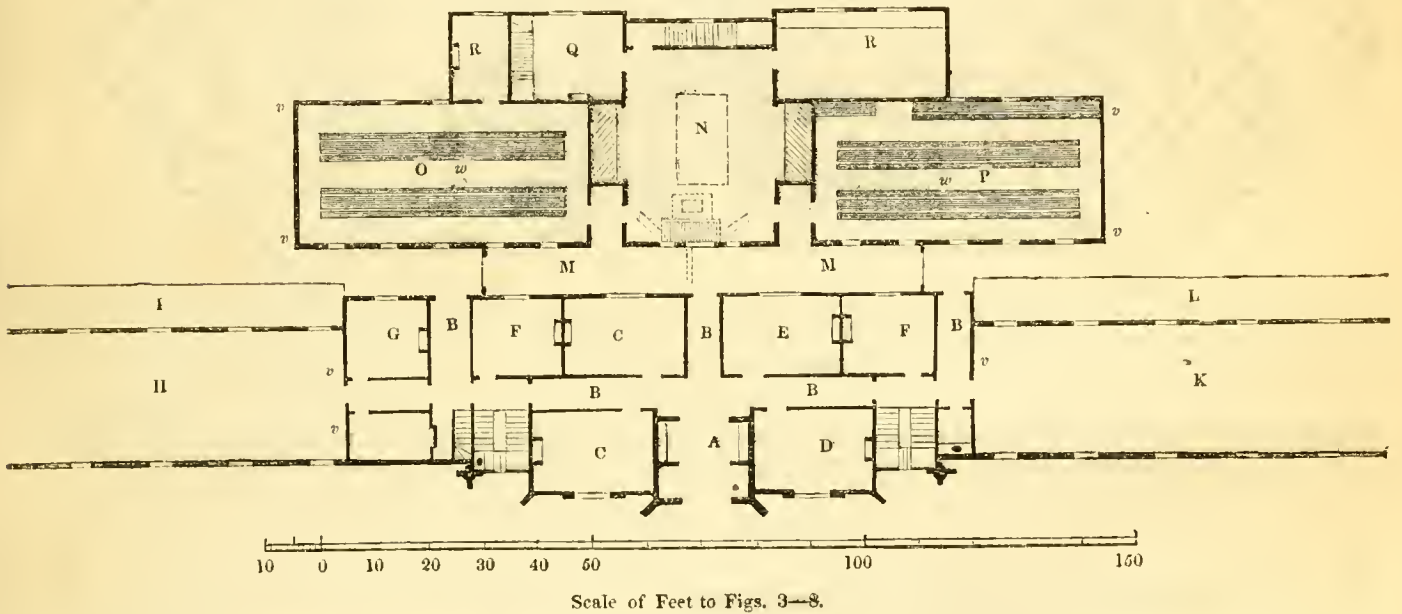 R Q R
v v
N
O w w P
v v
M M
I L
G B F C B E F B
v v
H K
B B
v C A D
10 0 10 20 30 40 50 100 150
Scale of Feet to Figs. 3—8.